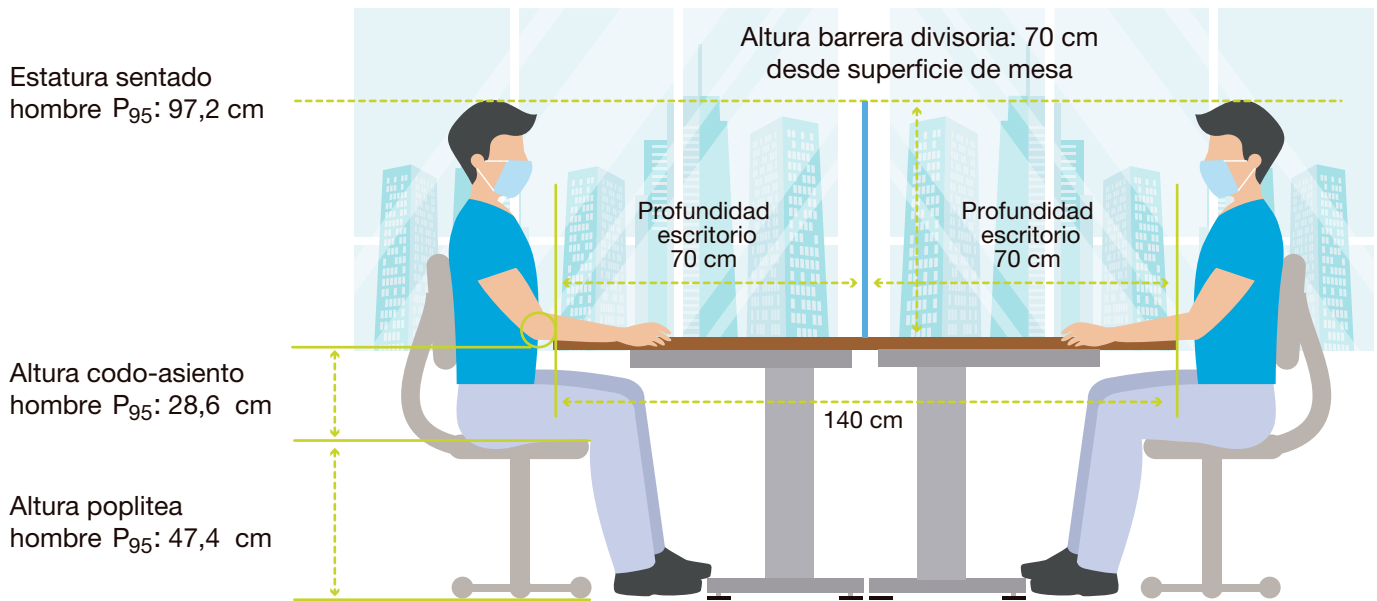 Estatura sentado
hombre P95: 97,2 cm
Altura barrera divisoria: 70 cm
desde superficie de mesa
Profundidad
escritorio
70 cm
Profundidad
escritorio
70 cm
Altura codo-asiento
hombre P95: 28,6 cm
140 cm
Altura poplitea
hombre P95: 47,4 cm